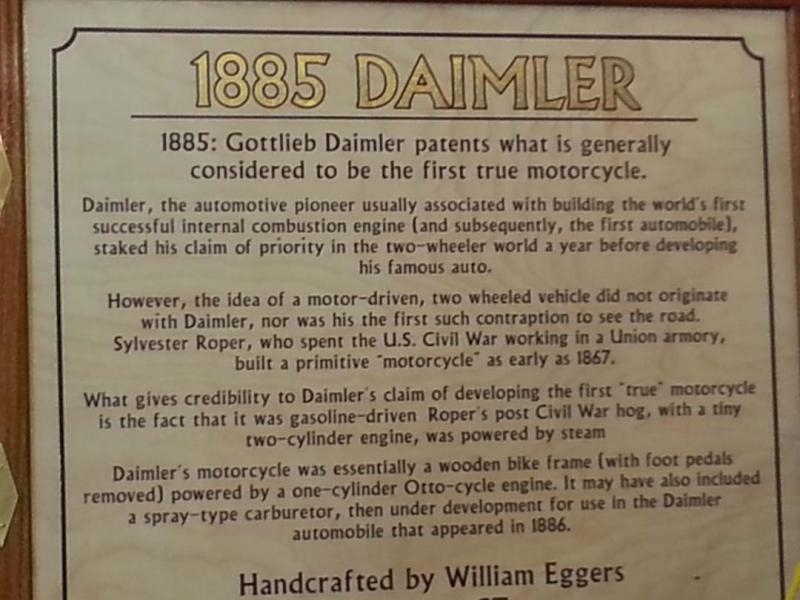 1885 DAIMLER
1885: Gottlieb Daimler patents what is generally
considered to be the first true motorcycle.
Daimler, the automotive pioneer usually associated with building the world's first
successful internal combustion engine (and subsequently, the first automobile),
staked his claim of priority in the two-wheeler world a year before developing
his famous auto.
However, the idea of a motor-driven, two wheeled vehicle did not originate
with Daimler, nor was his the first such contraption to see the road.
Sylvester Roper, who spent the U.S. Civil War working in a Union armory,
built a primitive "motorcycle" as early as 1867.
What gives credibility to Daimler's claim of developing the first "true" motorcycle
is the fact that it was gasoline-driven Roper's post Civil War hog, with a tiny
two-cylinder engine, was powered by steam
Daimler's motorcycle was essentially a wooden bike frame (with foot pedals
removed) powered by a one-cylinder Otto-cycle engine. It may have also included
a spray-type carburetor, then under development for use in the Daimler
automobile that appeared in 1886.
Handcrafted by William Eggers